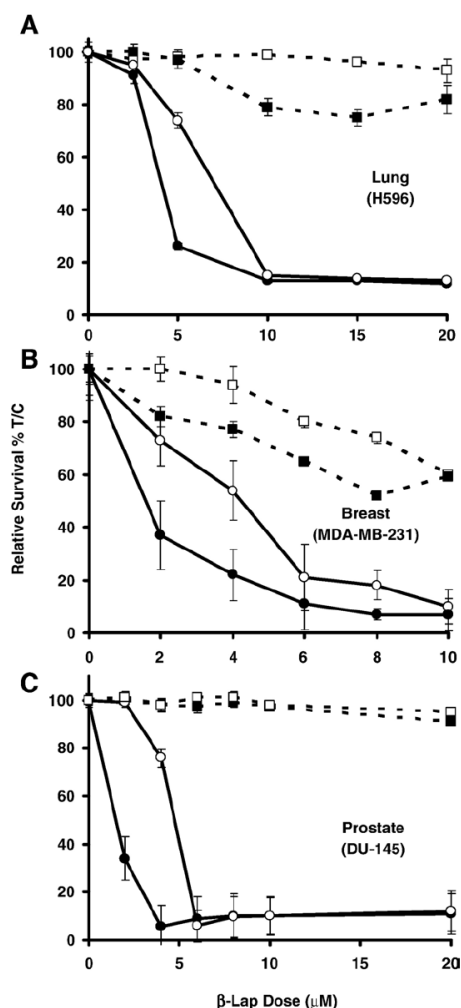 A
100
80
60
40
20
0
Lung
(H596)
0 5 10 15 20
B
Relative Survival % T/C
100
80
60
40
20
0
Breast
(MDA-MB-231)
0 2 4 6 8 10
C
100
80
60
40
20
0
Prostate
(DU-145)
0 5 10 15 20
β-Lap Dose (μM)